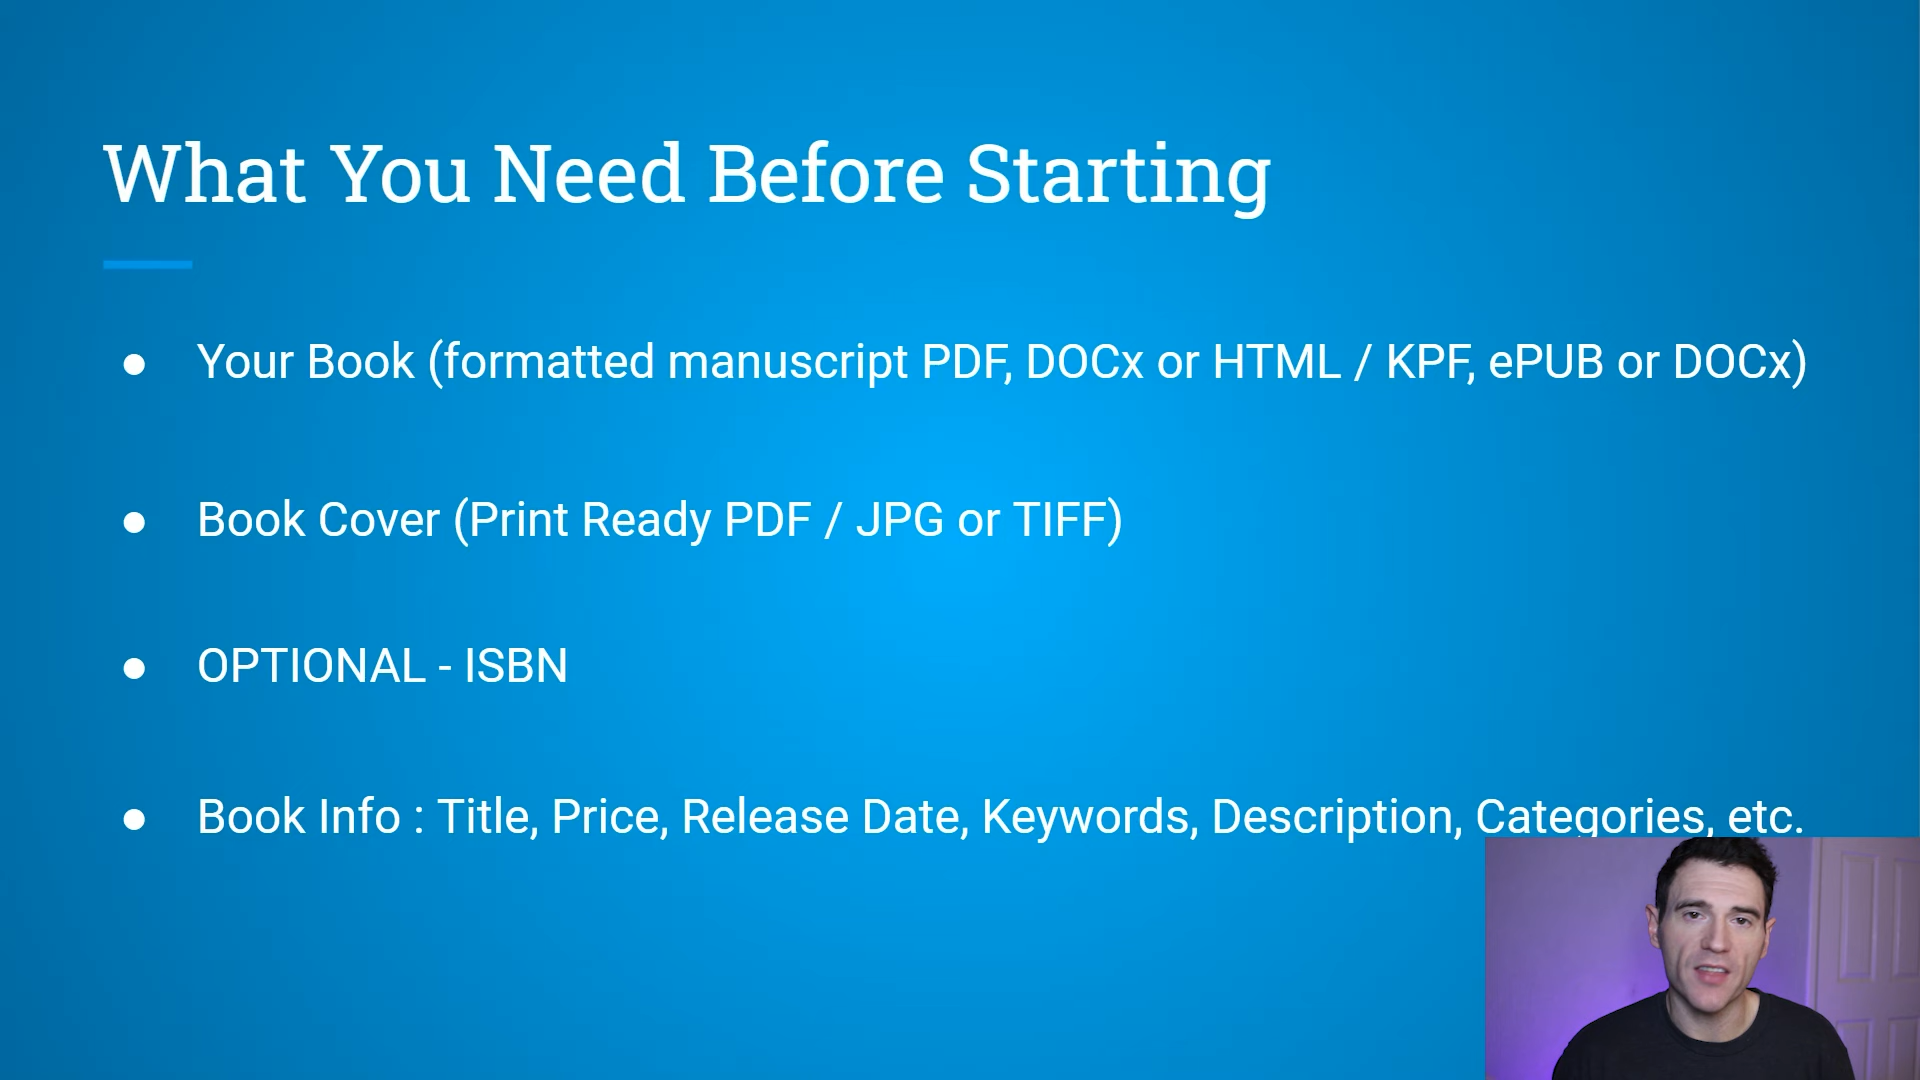 What You Need Before Starting
● Your Book (formatted manuscript PDF, DOCx or HTML / KPF, ePUB or DOCx)
● Book Cover (Print Ready PDF / JPG or TIFF)
● OPTIONAL - ISBN
● Book Info : Title, Price, Release Date, Keywords, Description, Categories, etc.